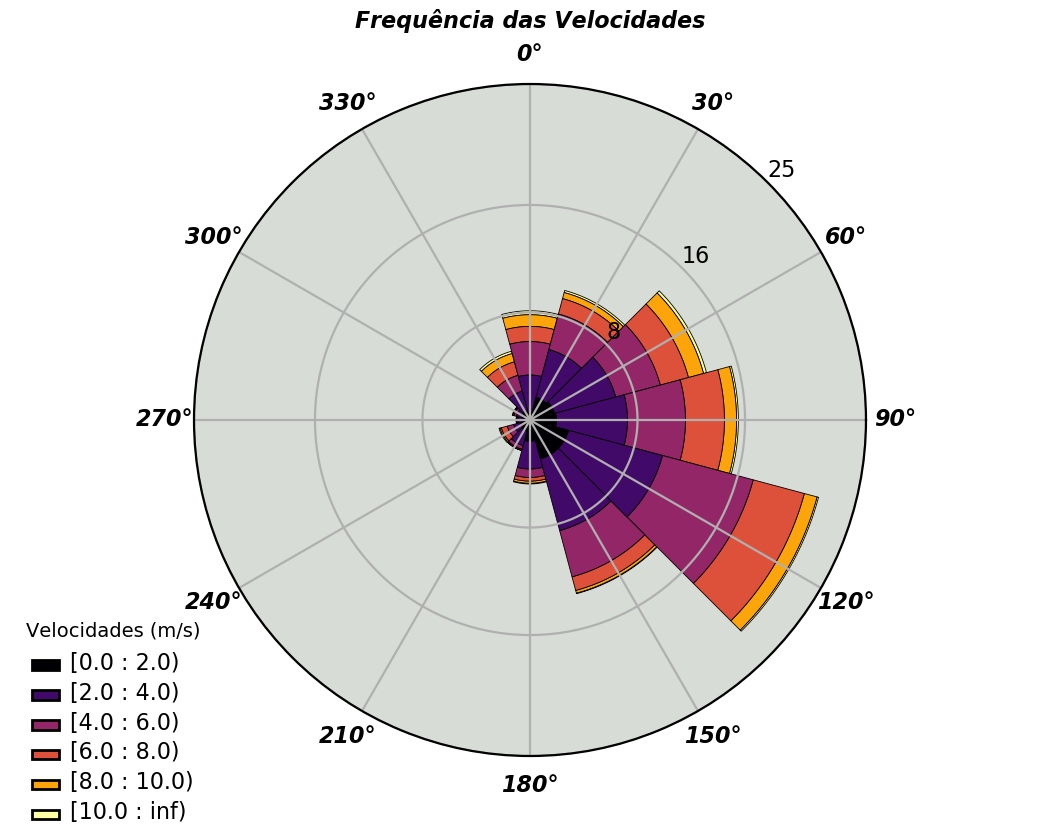 Frequência das Velocidades
0°
330°
30°
25
300°
60°
16
8
270°
90°
240°
120°
210°
150°
180°
Velocidades (m/s)
[0.0 : 2.0)
[2.0 : 4.0)
[4.0 : 6.0)
[6.0 : 8.0)
[8.0 : 10.0)
[10.0 : inf)